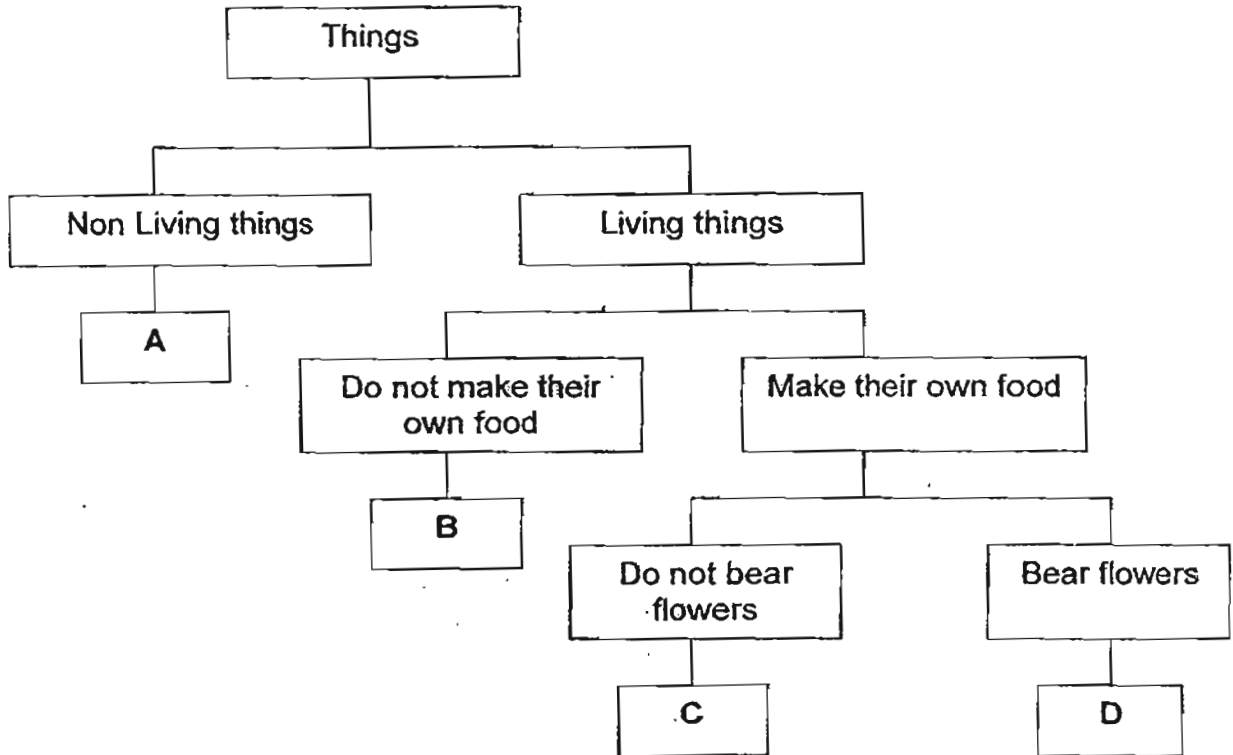 Things
Non Living things
Living things
A
Do not make their
own food
Make their own food
B
Do not bear
flowers
Bear flowers
C
D